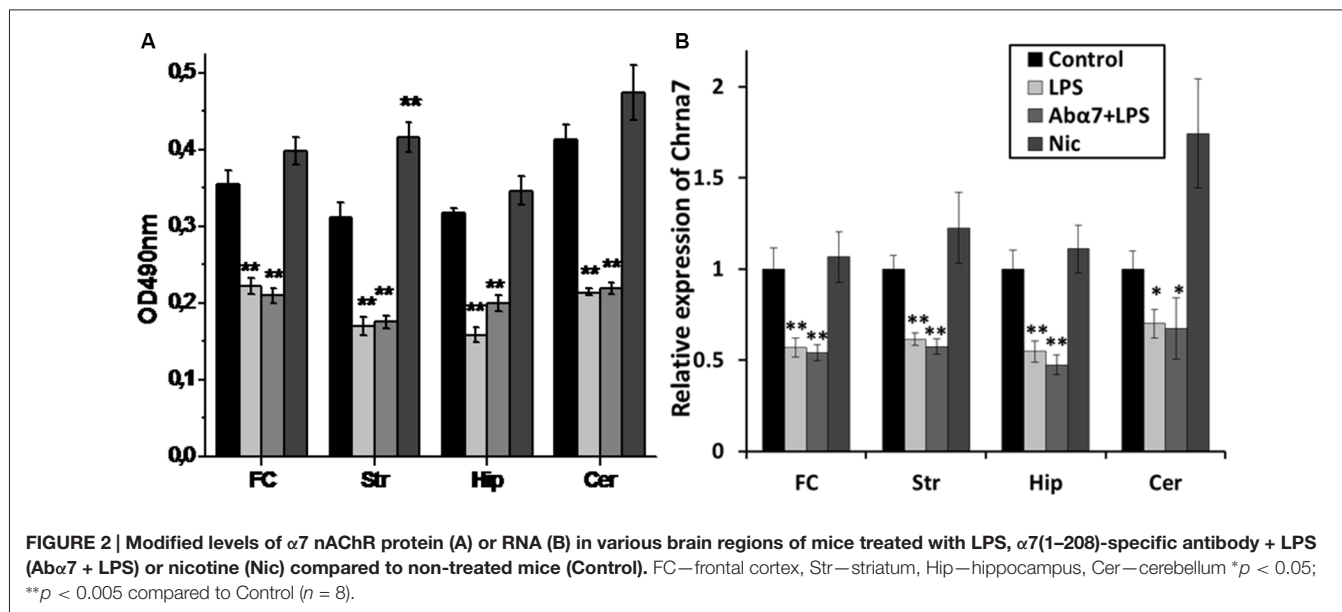 A
0,5
0,4
0,3
0,2
0,1
0,0
OD490nm
** ** ** ** ** ** ** ** **
FC Str Hip Cer
B
2
1.5
1
0.5
0
Relative expression of Chrna7
Control
LPS
Abα7+LPS
Nic
** ** ** ** ** ** * *
FC Str Hip Cer
FIGURE 2 | Modified levels of α7 nAChR protein (A) or RNA (B) in various brain regions of mice treated with LPS, α7(1–208)-specific antibody + LPS
(Abα7 + LPS) or nicotine (Nic) compared to non-treated mice (Control). FC—frontal cortex, Str—striatum, Hip—hippocampus, Cer—cerebellum *p < 0.05;
**p < 0.005 compared to Control (n = 8).